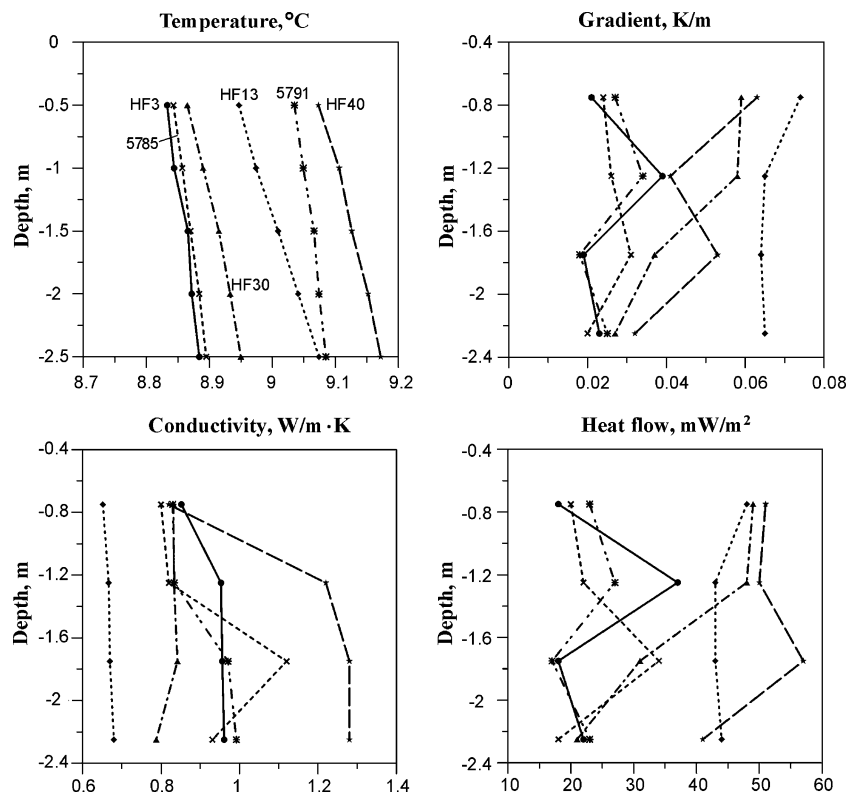 Temperature, °C
0
-0.5
-1
-1.5
-2
-2.5
Depth, m
HF3
5785
HF13
5791
HF40
HF30
8.7 8.8 8.9 9 9.1 9.2
Gradient, K/m
-0.4
-0.8
-1.2
-1.6
-2
-2.4
Depth, m
0 0.02 0.04 0.06 0.08
Conductivity, W/m · K
-0.4
-0.8
-1.2
-1.6
-2
-2.4
Depth, m
0.6 0.8 1 1.2 1.4
Heat flow, mW/m²
-0.4
-0.8
-1.2
-1.6
-2
-2.4
Depth, m
10 20 30 40 50 60